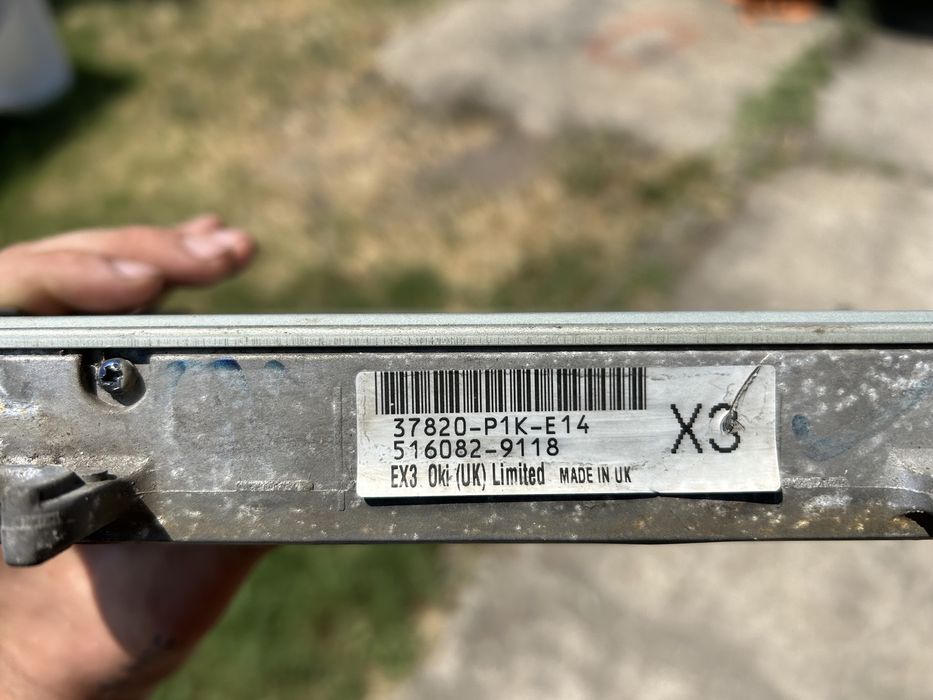 37820-P1K-E14
516082-9118
EX3 Oki (UK) Limited MADE IN UK
X3